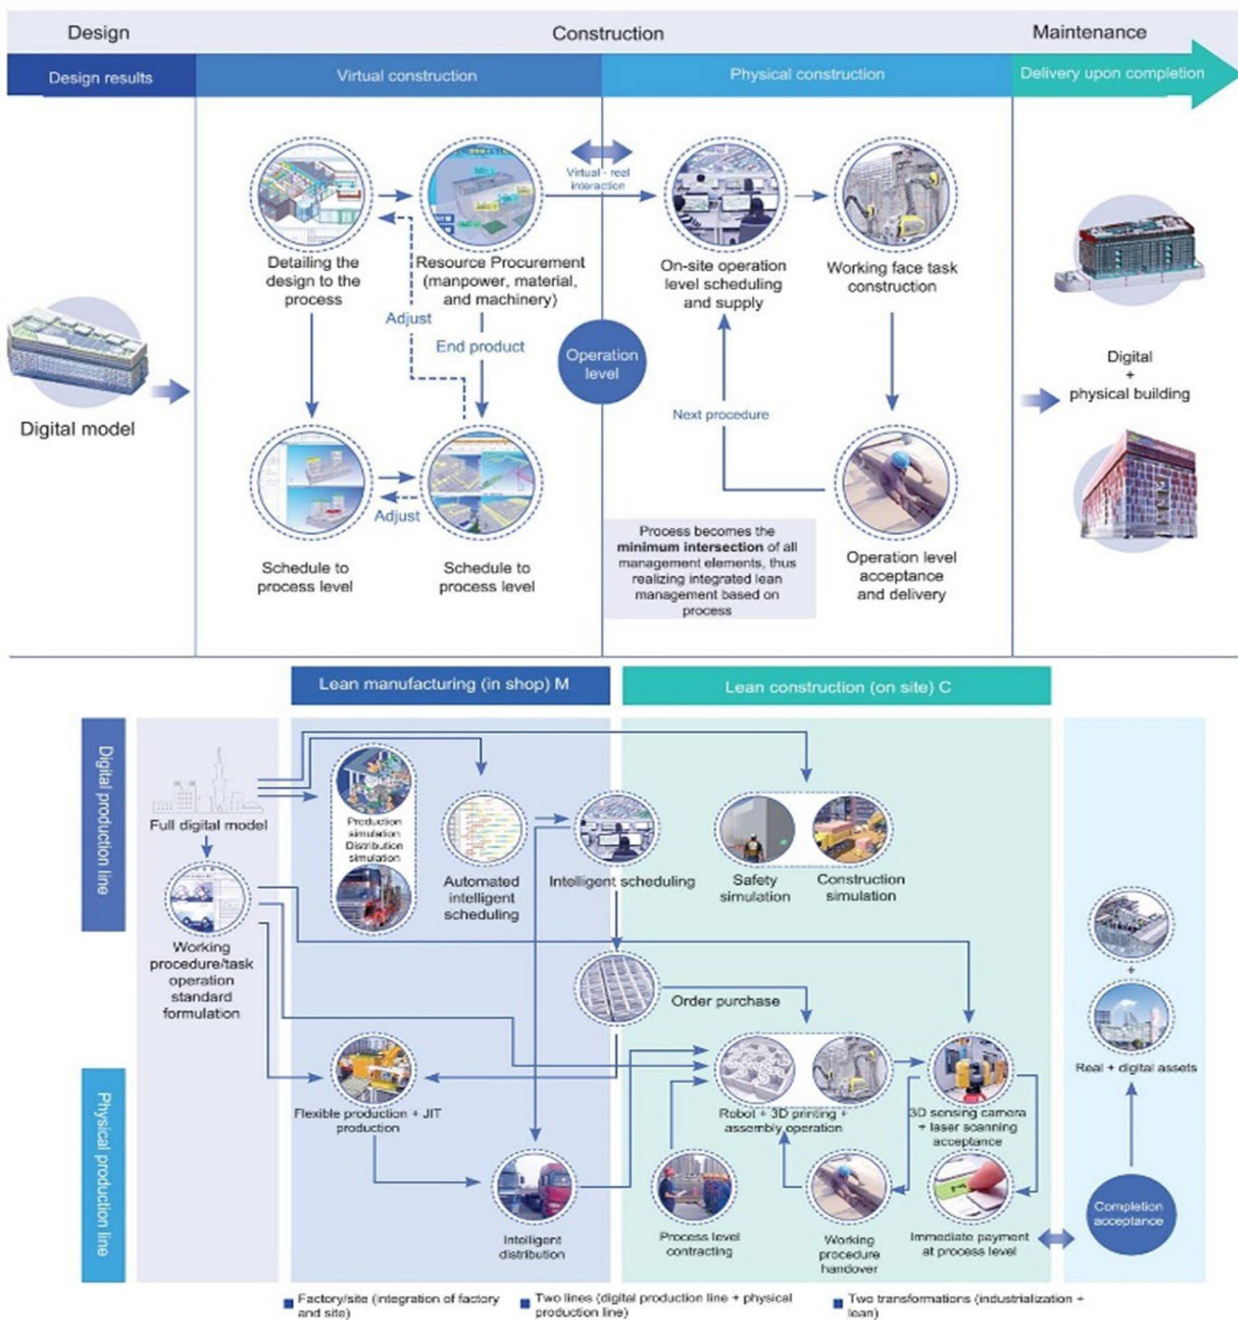 Design
Construction
Maintenance
Design results
Virtual construction
Physical construction
Delivery upon completion
Virtual - real
interaction
Detailing the
design to the
process
Resource Procurement
(manpower, material,
and machinery)
On-site operation
level scheduling
and supply
Working face task
construction
Adjust
End product
Operation
level
Digital model
Next procedure
Digital
+
physical building
Adjust
Schedule to
process level
Schedule to
process level
Process becomes the
minimum intersection of all
management elements, thus
realizing integrated lean
management based on
process
Operation level
acceptance
and delivery
Lean manufacturing (in shop) M
Lean construction (on site) C
Digital production line
Full digital model
Production
simulation
Distribution
simulation
Automated
intelligent
scheduling
Intelligent scheduling
Safety
simulation
Construction
simulation
Working
procedure/task
operation
standard
formulation
Order purchase
+
Real + digital assets
Physical production line
Flexible production + JIT
production
Robot + 3D printing +
assembly operation
3D sensing camera
+ laser scanning
acceptance
Intelligent
distribution
Process level
contracting
Working
procedure
handover
Immediate payment
at process level
Completion
acceptance
Factory/site (integration of factory
and site)
Two lines (digital production line + physical
production line)
Two transformations (industrialization +
lean)